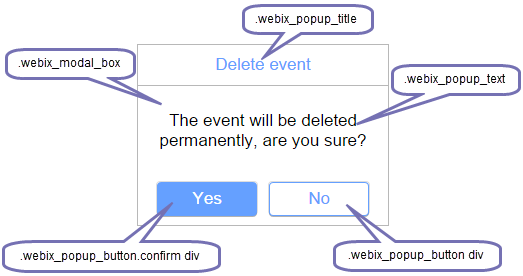 .webix_popup_title
.webix_modal_box
Delete event
.webix_popup_text
The event will be deleted
permanently, are you sure?
Yes
No
.webix_popup_button.confirm div
.webix_popup_button div